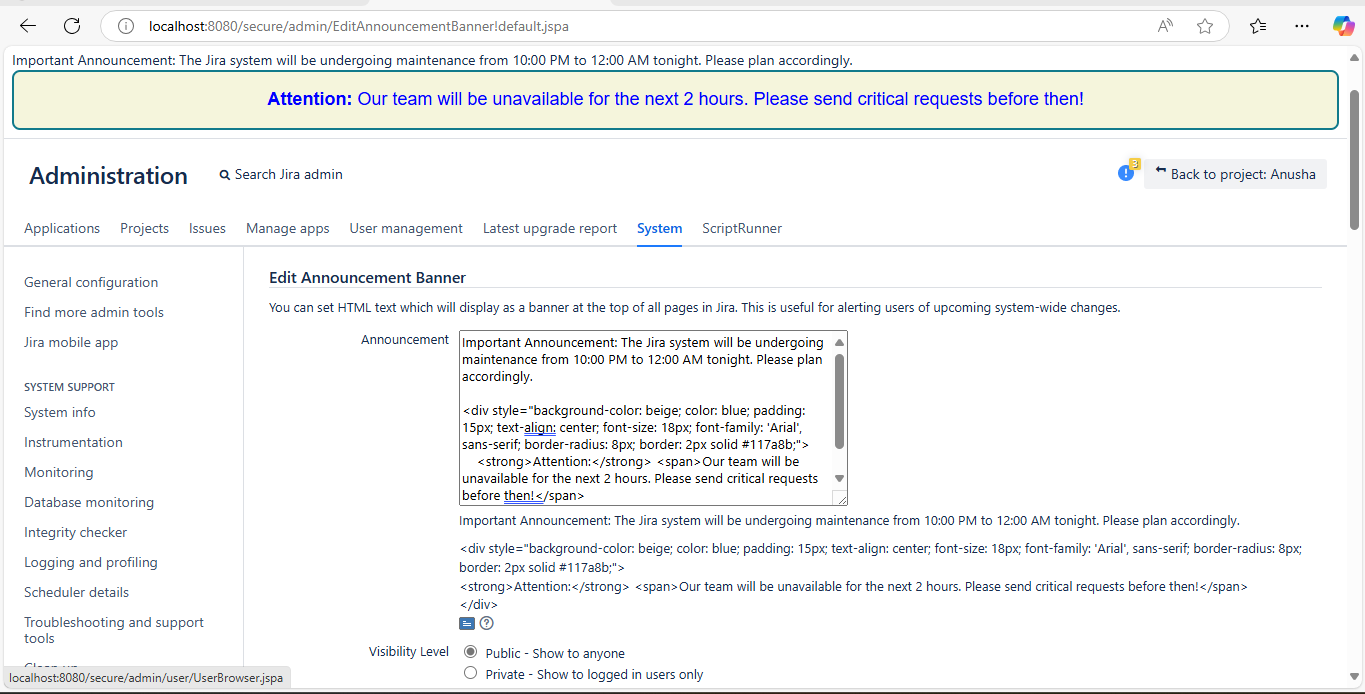 localhost:8080/secure/admin/EditAnnouncementBanner!default.jspa
Important Announcement: The Jira system will be undergoing maintenance from 10:00 PM to 12:00 AM tonight. Please plan accordingly.
Attention: Our team will be unavailable for the next 2 hours. Please send critical requests before then!
Administration
Search Jira admin
3
Back to project: Anusha
Applications Projects Issues Manage apps User management Latest upgrade report System ScriptRunner
General configuration
Find more admin tools
Jira mobile app
SYSTEM SUPPORT
System info
Instrumentation
Monitoring
Database monitoring
Integrity checker
Logging and profiling
Scheduler details
Troubleshooting and support
tools
localhost:8080/secure/admin/user/UserBrowser.jspa
Edit Announcement Banner
You can set HTML text which will display as a banner at the top of all pages in Jira. This is useful for alerting users of upcoming system-wide changes.
Announcement
Important Announcement: The Jira system will be undergoing
maintenance from 10:00 PM to 12:00 AM tonight. Please plan
accordingly.
<div style="background-color: beige; color: blue; padding:
15px; text-align: center; font-size: 18px; font-family: 'Arial',
sans-serif; border-radius: 8px; border: 2px solid #117a8b;">
<strong>Attention:</strong> <span>Our team will be
unavailable for the next 2 hours. Please send critical requests
before then!</span>
Important Announcement: The Jira system will be undergoing maintenance from 10:00 PM to 12:00 AM tonight. Please plan accordingly.
<div style="background-color: beige; color: blue; padding: 15px; text-align: center; font-size: 18px; font-family: 'Arial', sans-serif; border-radius: 8px;
border: 2px solid #117a8b;">
<strong>Attention:</strong> <span>Our team will be unavailable for the next 2 hours. Please send critical requests before then!</span>
</div>
Visibility Level
Public - Show to anyone
Private - Show to logged in users only